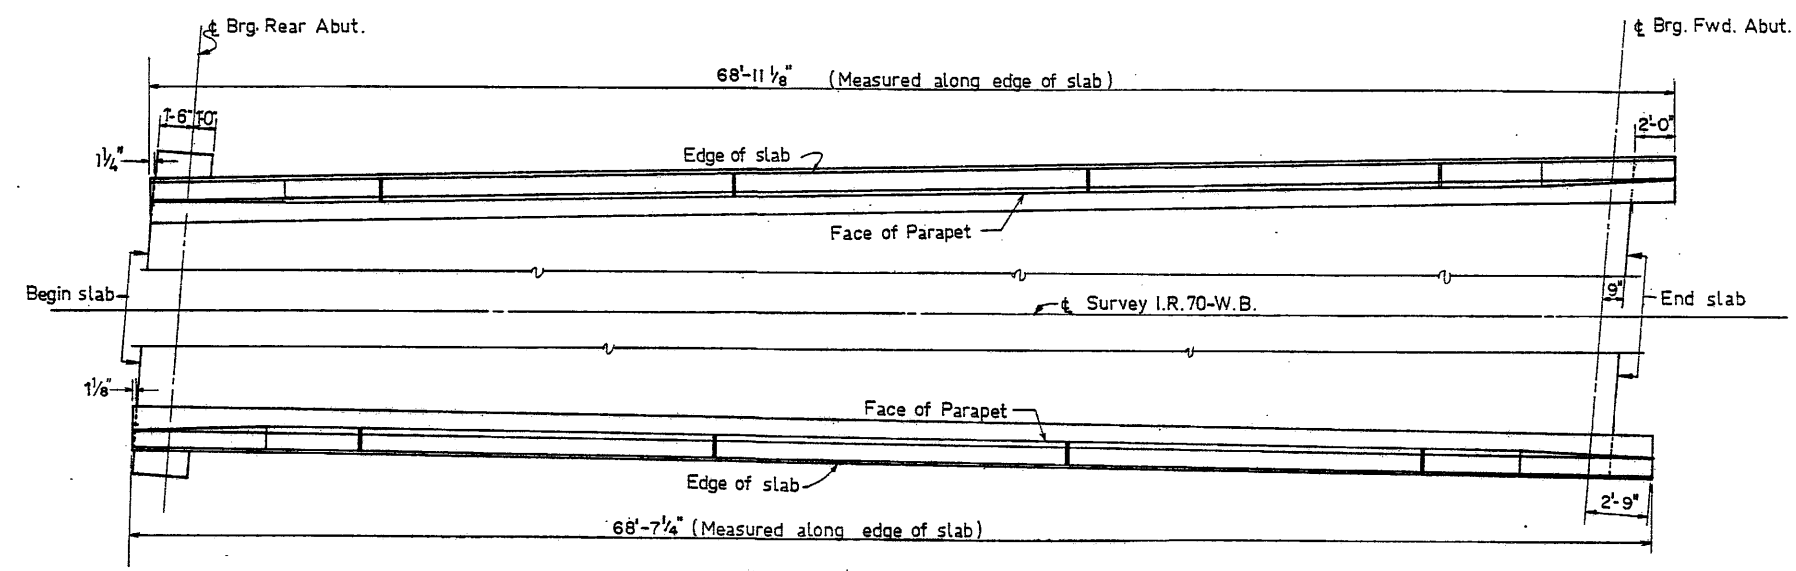 ℄ Brg. Rear Abut.
℄ Brg. Fwd. Abut.
68'-11 1/8" (Measured along edge of slab)
1'-6" 1'-0"
2'-0"
1 1/4"
Edge of slab
Face of Parapet
Begin slab
9"
End slab
℄ Survey I.R. 70-W.B.
1 1/8"
Face of Parapet
Edge of slab
2'-9"
68'-7 1/4" (Measured along edge of slab)